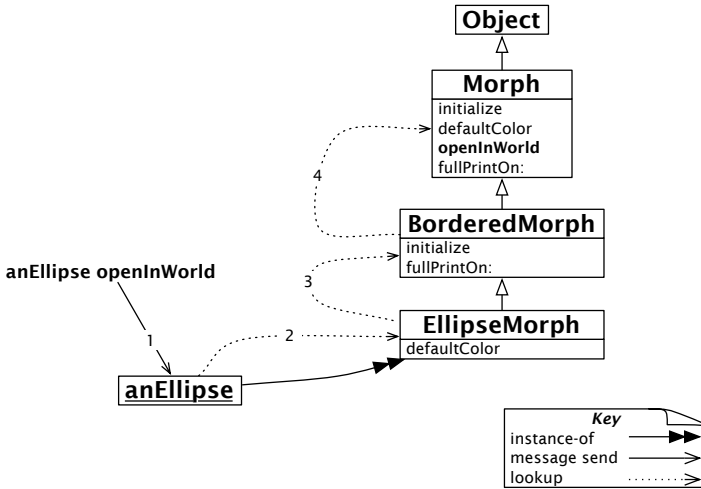 Object
Morph
initialize
defaultColor
openInWorld
fullPrintOn:
4
BorderedMorph
initialize
fullPrintOn:
anEllipse openInWorld
3
EllipseMorph
defaultColor
1
2
anEllipse
Key
instance-of
message send
lookup